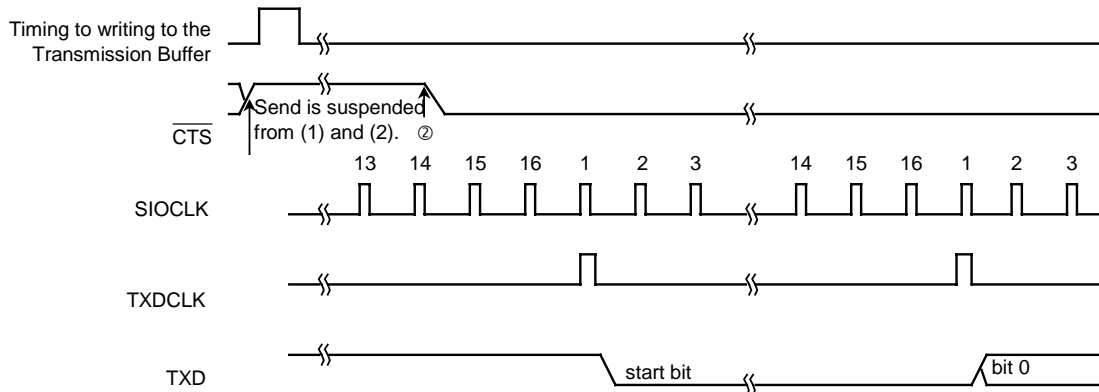 Timing to writing to the
Transmission Buffer
Send is suspended
from (1) and (2). ②
CTS
13 14 15 16 1 2 3 14 15 16 1 2 3
SIOCLK
TXDCLK
start bit bit 0
TXD